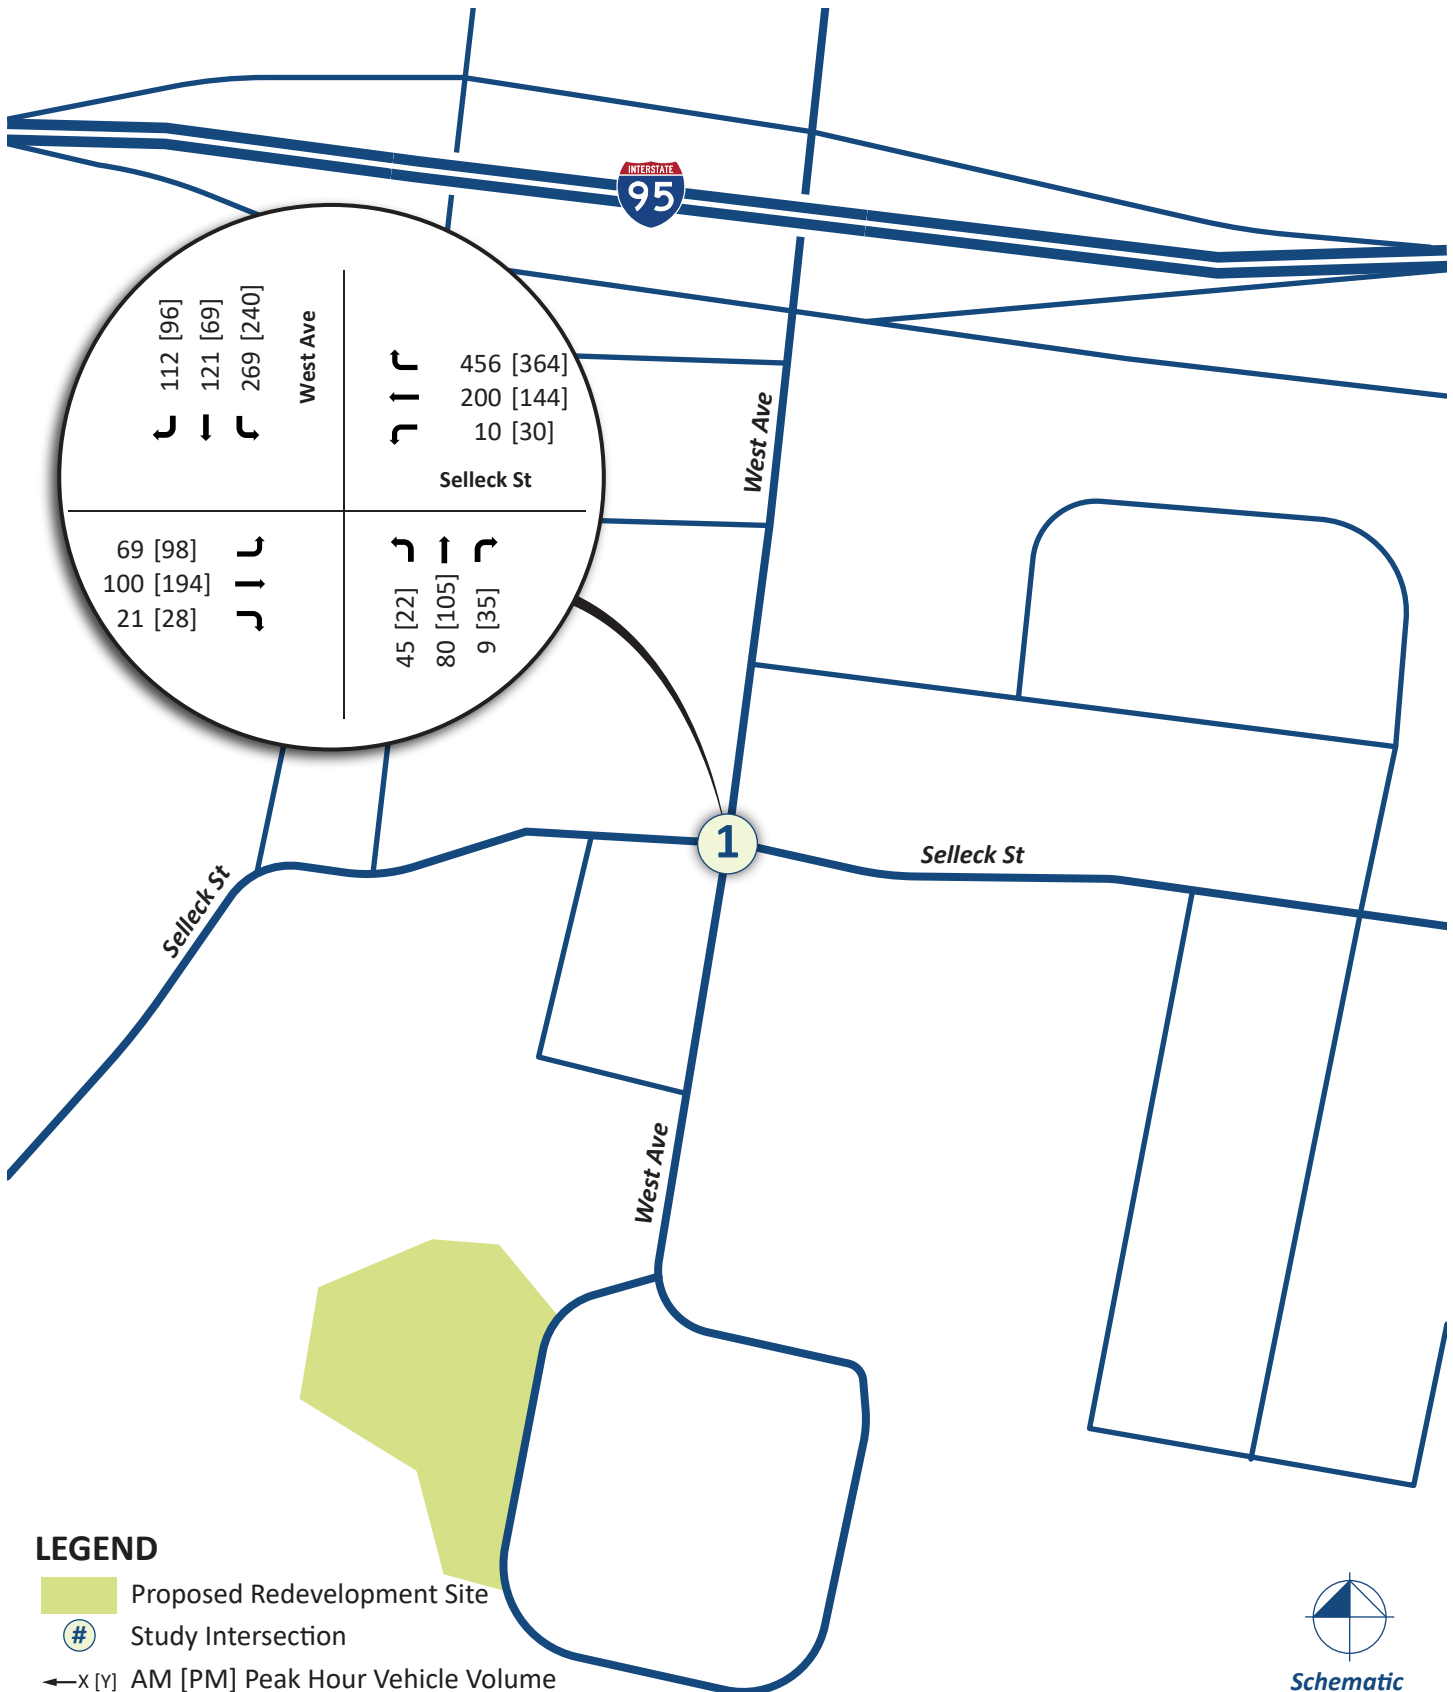 INTERSTATE
95
112 [96]
121 [69]
269 [240]
West Ave
456 [364]
200 [144]
10 [30]
Selleck St
69 [98]
100 [194]
21 [28]
45 [22]
80 [105]
9 [35]
West Ave
1
Selleck St
Selleck St
West Ave
LEGEND
Proposed Redevelopment Site
# Study Intersection
X [Y] AM [PM] Peak Hour Vehicle Volume
Schematic